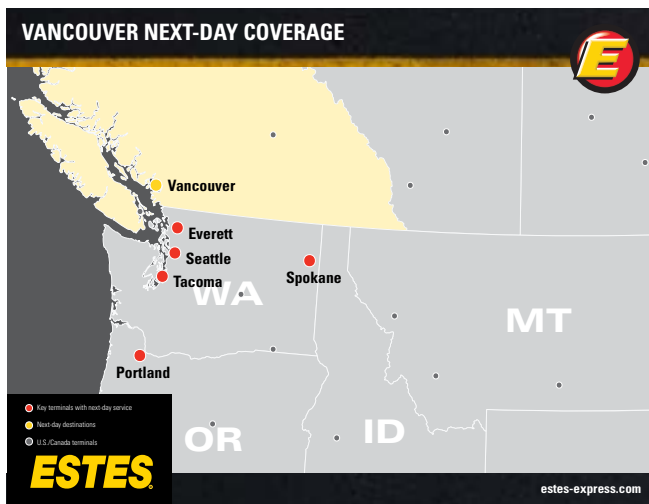 VANCOUVER NEXT-DAY COVERAGE
E
Vancouver
Everett
Seattle
Tacoma
Spokane
WA
MT
Portland
OR
ID
Key terminals with next-day service
Next-day destinations
U.S./Canada terminals
ESTES
estes-express.com